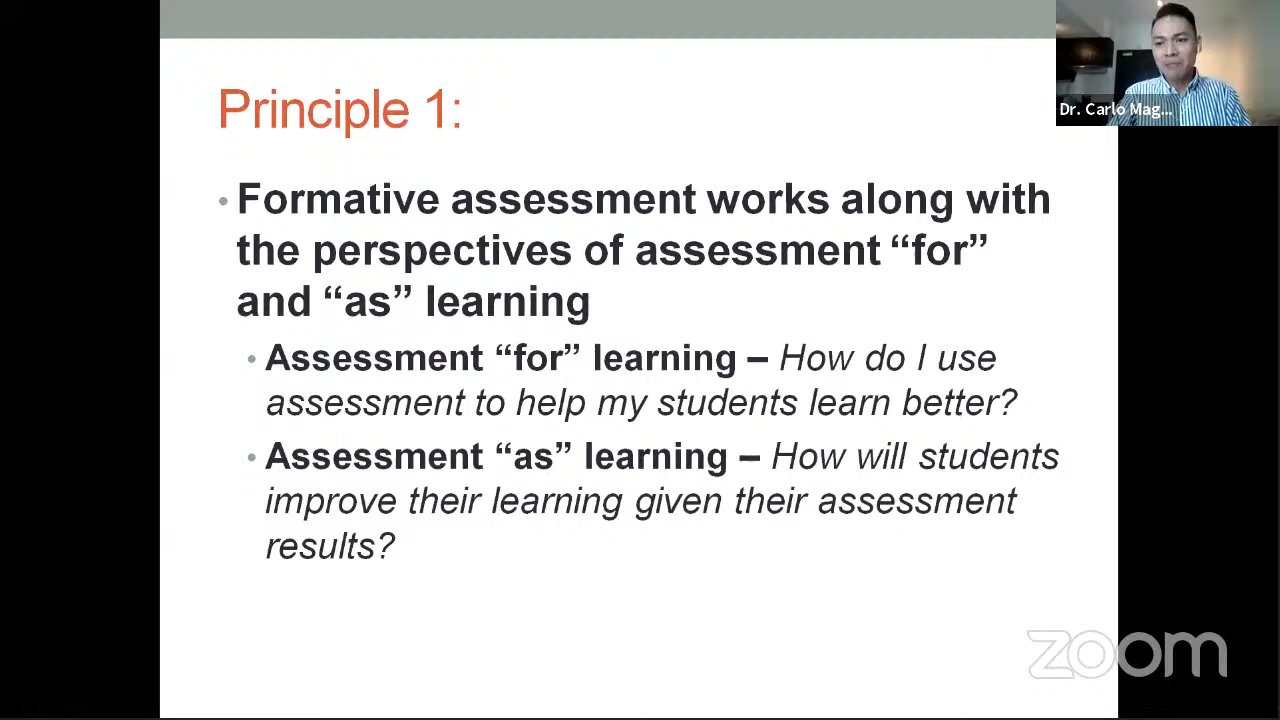 Principle 1:
Dr. Carlo Mag...
• Formative assessment works along with
the perspectives of assessment “for”
and “as” learning
• Assessment “for” learning – How do I use
assessment to help my students learn better?
• Assessment “as” learning – How will students
improve their learning given their assessment
results?
zoom